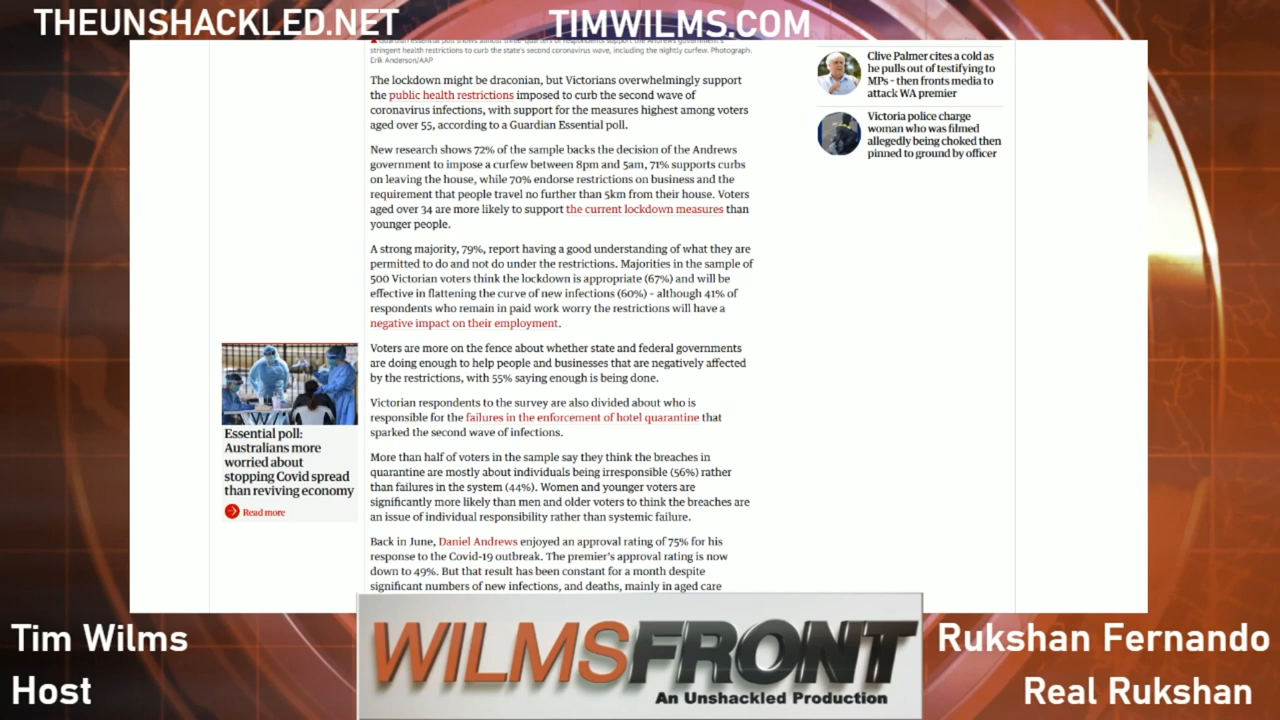 THEUNSHACKLED.NET
TIMWILMS.COM
stringent health restrictions to curb the state's second coronavirus wave, including the nightly curfew. Photograph:
Erik Anderson/AAP
The lockdown might be draconian, but Victorians overwhelmingly support
the public health restrictions imposed to curb the second wave of
coronavirus infections, with support for the measures highest among voters
aged over 55, according to a Guardian Essential poll.
New research shows 72% of the sample backs the decision of the Andrews
government to impose a curfew between 8pm and 5am, 71% supports curbs
on leaving the house, while 70% endorse restrictions on business and the
requirement that people travel no further than 5km from their house. Voters
aged over 34 are more likely to support the current lockdown measures than
younger people.
A strong majority, 79%, report having a good understanding of what they are
permitted to do and not do under the restrictions. Majorities in the sample of
500 Victorian voters think the lockdown is appropriate (67%) and will be
effective in flattening the curve of new infections (60%) - although 41% of
respondents who remain in paid work worry the restrictions will have a
negative impact on their employment.
Voters are more on the fence about whether state and federal governments
are doing enough to help people and businesses that are negatively affected
by the restrictions, with 55% saying enough is being done.
Victorian respondents to the survey are also divided about who is
responsible for the failures in the enforcement of hotel quarantine that
sparked the second wave of infections.
More than half of voters in the sample say they think the breaches in
quarantine are mostly about individuals being irresponsible (56%) rather
than failures in the system (44%). Women and younger voters are
significantly more likely than men and older voters to think the breaches are
an issue of individual responsibility rather than systemic failure.
Back in June, Daniel Andrews enjoyed an approval rating of 75% for his
response to the Covid-19 outbreak. The premier's approval rating is now
down to 49%. But that result has been constant for a month despite
significant numbers of new infections, and deaths, mainly in aged care
Essential poll:
Australians more
worried about
stopping Covid spread
than reviving economy
Read more
Clive Palmer cites a cold as
he pulls out of testifying to
MPs - then fronts media to
attack WA premier
Victoria police charge
woman who was filmed
allegedly being choked then
pinned to ground by officer
Tim Wilms
Host
WILMSFRONT
An Unshackled Production
Rukshan Fernando
Real Rukshan